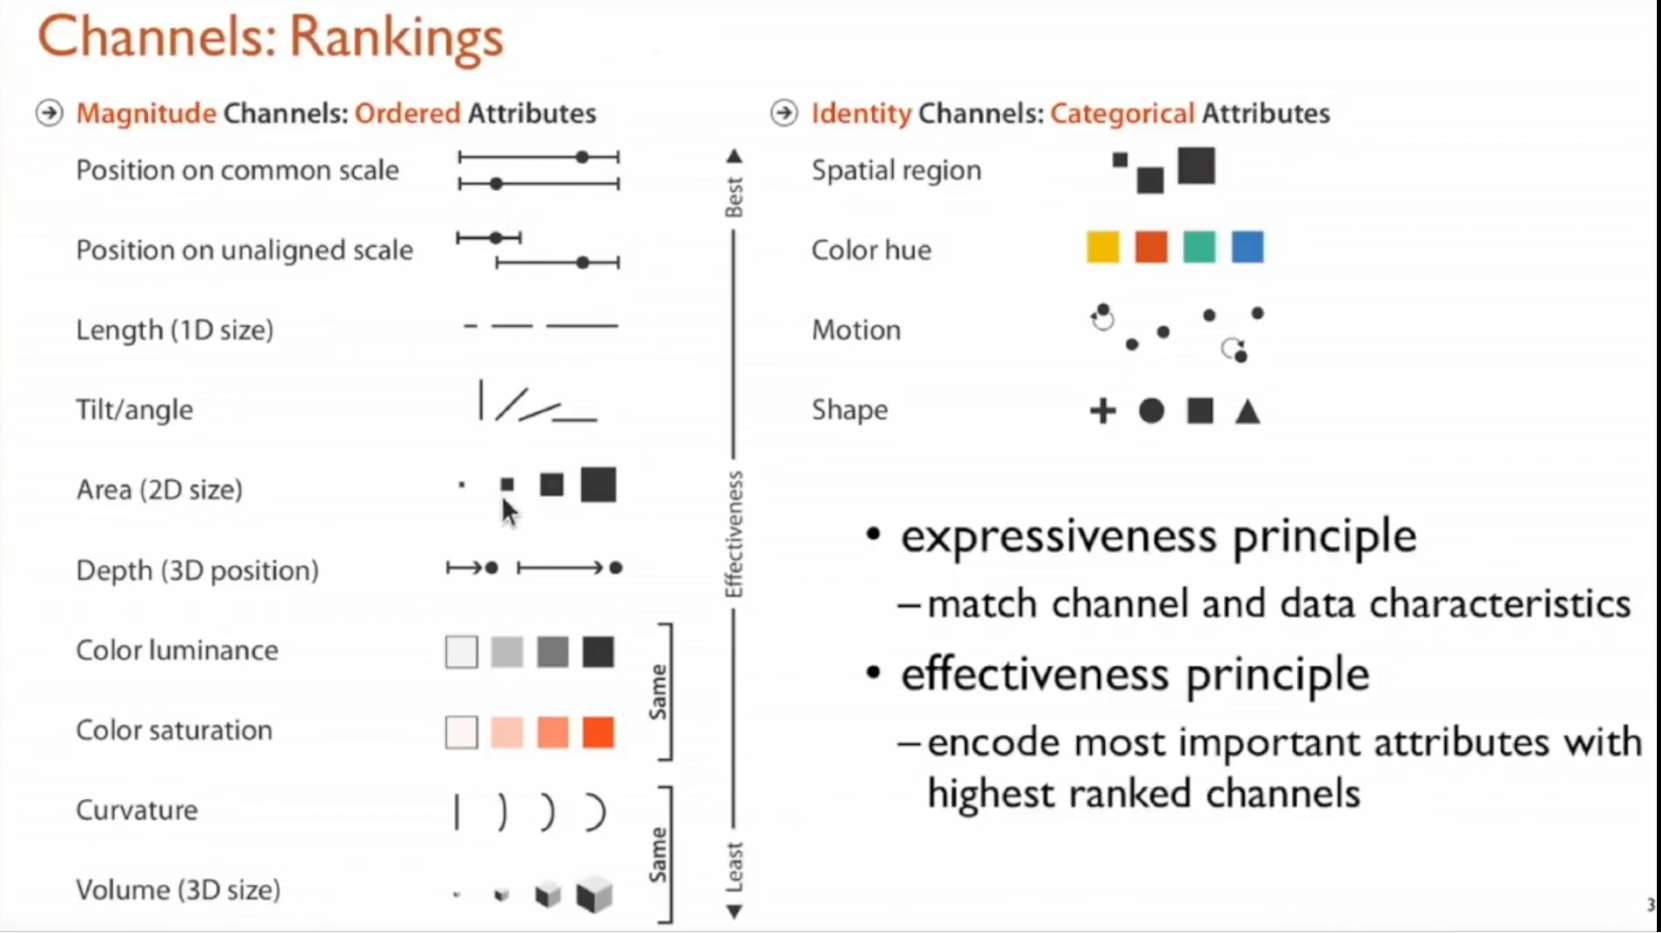 Channels: Rankings
Magnitude Channels: Ordered Attributes
Position on common scale
Position on unaligned scale
Length (1D size)
Tilt/angle
Area (2D size)
Depth (3D position)
Color luminance
Color saturation
Same
Curvature
Volume (3D size)
Same
Best
Effectiveness
Least
Identity Channels: Categorical Attributes
Spatial region
Color hue
Motion
Shape
• expressiveness principle
–match channel and data characteristics
• effectiveness principle
–encode most important attributes with
highest ranked channels
3